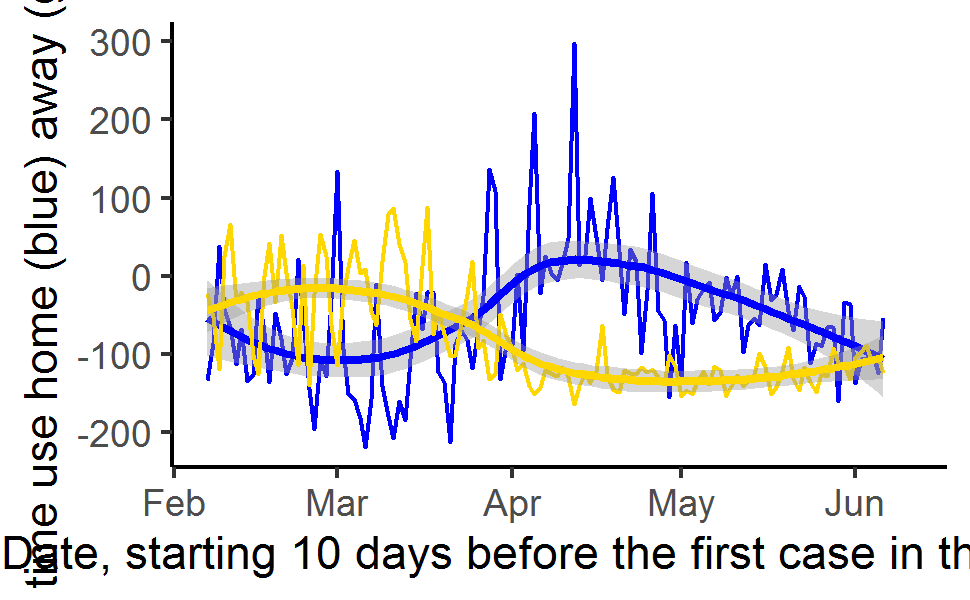 time use home (blue) away (
300
200
100
0
-100
-200
Feb Mar Apr May Jun
Date, starting 10 days before the first case in th